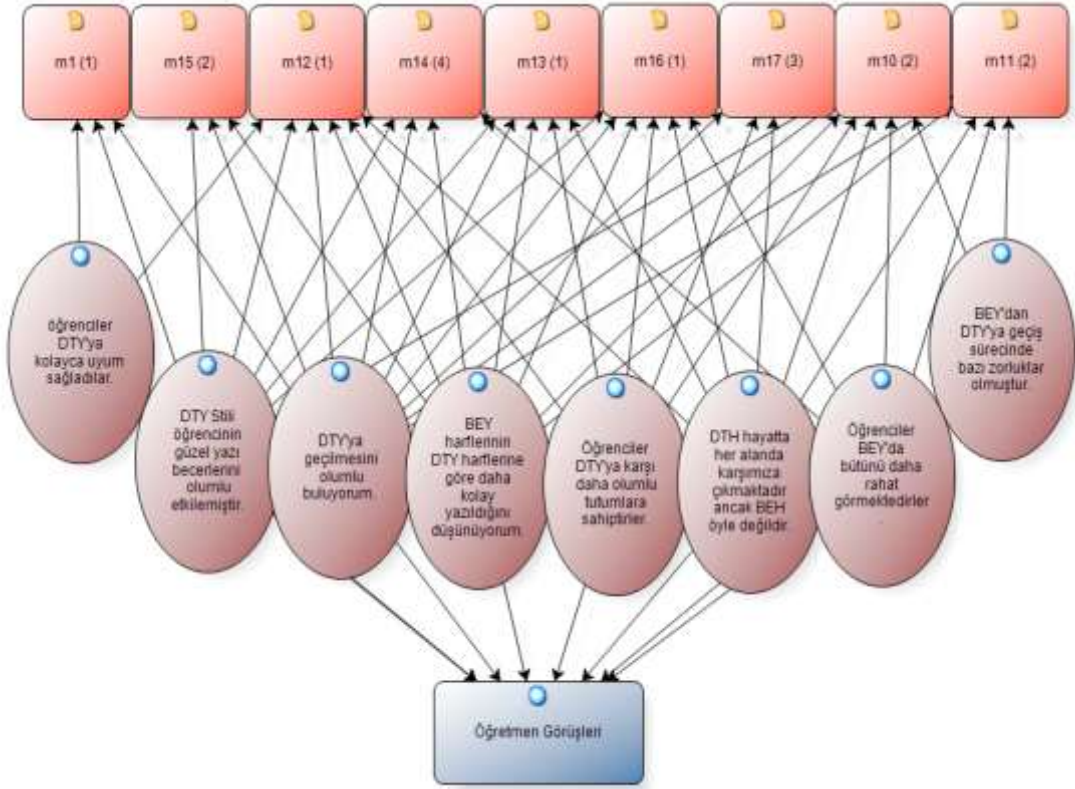 m1 (1)
m15 (2)
m12 (1)
m14 (4)
m13 (1)
m16 (1)
m17 (3)
m10 (2)
m11 (2)
öğrenciler
DTY'ye
kolayca uyum
sağladılar.
DTY Stili
öğrencinin
güzel yazı
becerlerini
olumlu
etkilemiştir.
DTY'ya
geçilmesini
olumlu
buluyorum.
BEY
harflerinin
DTY harflerine
göre daha
kolay
yazıldığını
düşünüyorum.
Öğrenciler
DTY'ya karşı
daha olumlu
tutumlara
sahiptirler.
DTH hayatta
her alanda
karşımıza
çıkmaktadır
ancak BEH
öyle değildir.
Öğrenciler
BEY'da
bütünü daha
rahat
görmektedirler
.
BEY'dan
DTY'ya geçiş
sürecinde
bazı zorluklar
olmuştur.
Öğretmen Görüşleri